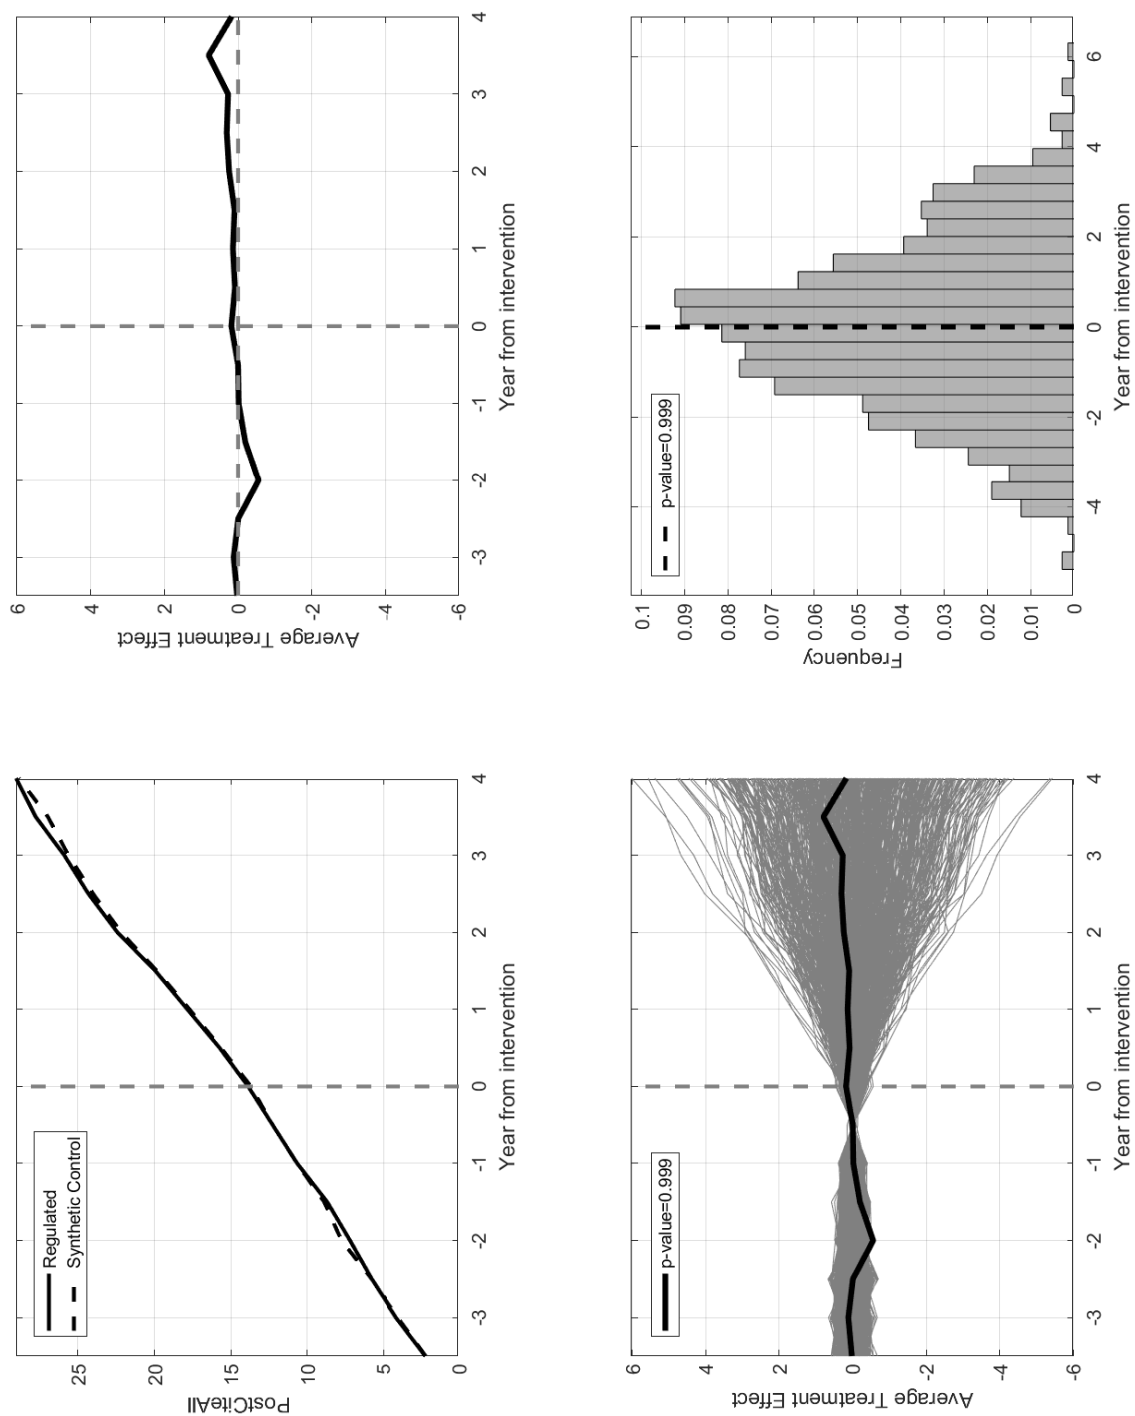 PostCiteAll
25
20
15
10
5
0
Regulated
Synthetic Control
-3 -2 -1 0 1 2 3 4
Year from intervention
Average Treatment Effect
6
4
2
0
-2
-4
-6
-3 -2 -1 0 1 2 3 4
Year from intervention
Average Treatment Effect
6
4
2
0
-2
-4
-6
p-value=0.999
-3 -2 -1 0 1 2 3 4
Year from intervention
Frequency
0.1
0.09
0.08
0.07
0.06
0.05
0.04
0.03
0.02
0.01
0
p-value=0.999
-4 -2 0 2 4 6
Year from intervention